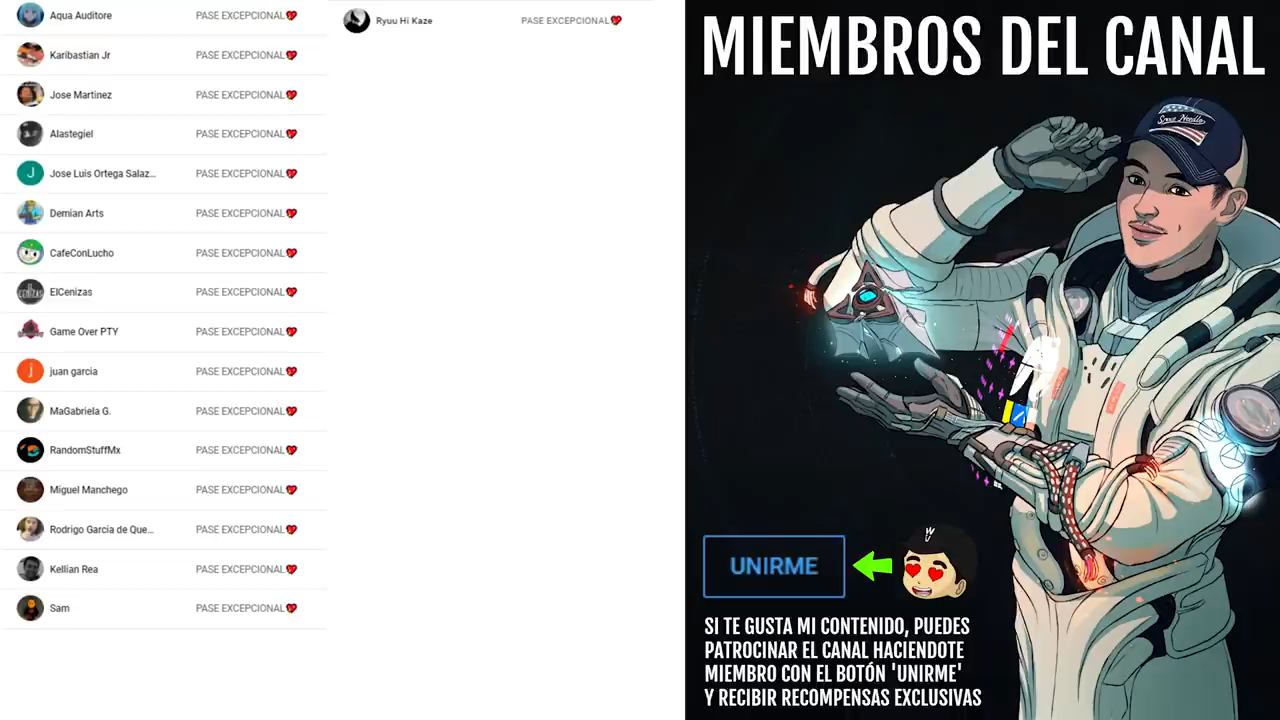 Aqua Auditore PASE EXCEPCIONAL
Karibastian Jr PASE EXCEPCIONAL
Jose Martinez PASE EXCEPCIONAL
Alastegiel PASE EXCEPCIONAL
J Jose Luis Ortega Salaz... PASE EXCEPCIONAL
Demian Arts PASE EXCEPCIONAL
CafeConLucho PASE EXCEPCIONAL
ElCenizas PASE EXCEPCIONAL
Game Over PTY PASE EXCEPCIONAL
j juan garcia PASE EXCEPCIONAL
MaGabriela G. PASE EXCEPCIONAL
RandomStuffMx PASE EXCEPCIONAL
Miguel Manchego PASE EXCEPCIONAL
Rodrigo García de Que... PASE EXCEPCIONAL
Kellian Rea PASE EXCEPCIONAL
Sam PASE EXCEPCIONAL
Ryuu Hi Kaze PASE EXCEPCIONAL
MIEMBROS DEL CANAL
Space Needle
UNIRME
SI TE GUSTA MI CONTENIDO, PUEDES
PATROCINAR EL CANAL HACIENDOTE
MIEMBRO CON EL BOTÓN 'UNIRME'
Y RECIBIR RECOMPENSAS EXCLUSIVAS